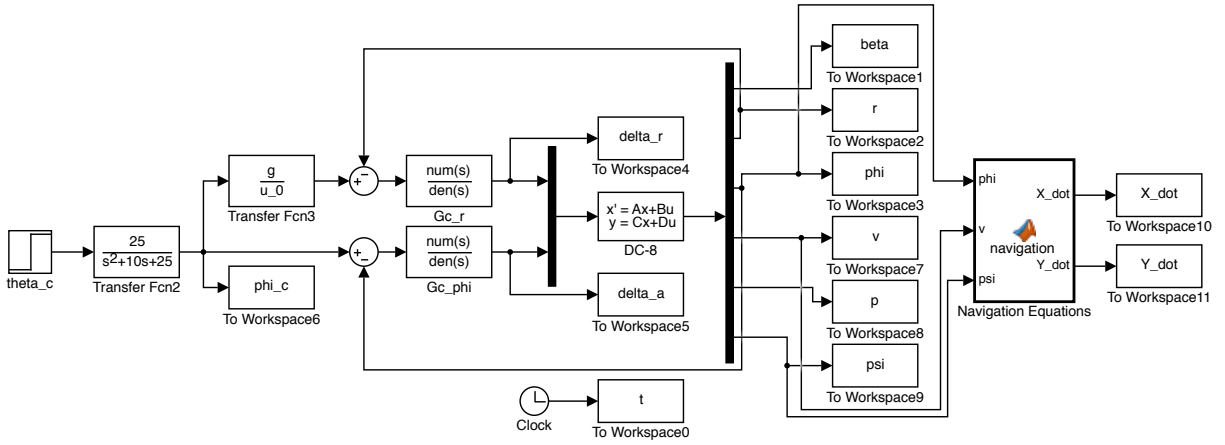 theta_c
25
s²+10s+25
Transfer Fcn2
g
u_0
Transfer Fcn3
phi_c
To Workspace6
+
−
+
−
num(s)
den(s)
Gc_r
num(s)
den(s)
Gc_phi
delta_r
To Workspace4
x' = Ax+Bu
y = Cx+Du
DC-8
delta_a
To Workspace5
Clock
t
To Workspace0
beta
To Workspace1
r
To Workspace2
phi
To Workspace3
v
To Workspace7
p
To Workspace8
psi
To Workspace9
phi
v
psi
X_dot
navigation
Y_dot
Navigation Equations
X_dot
To Workspace10
Y_dot
To Workspace11